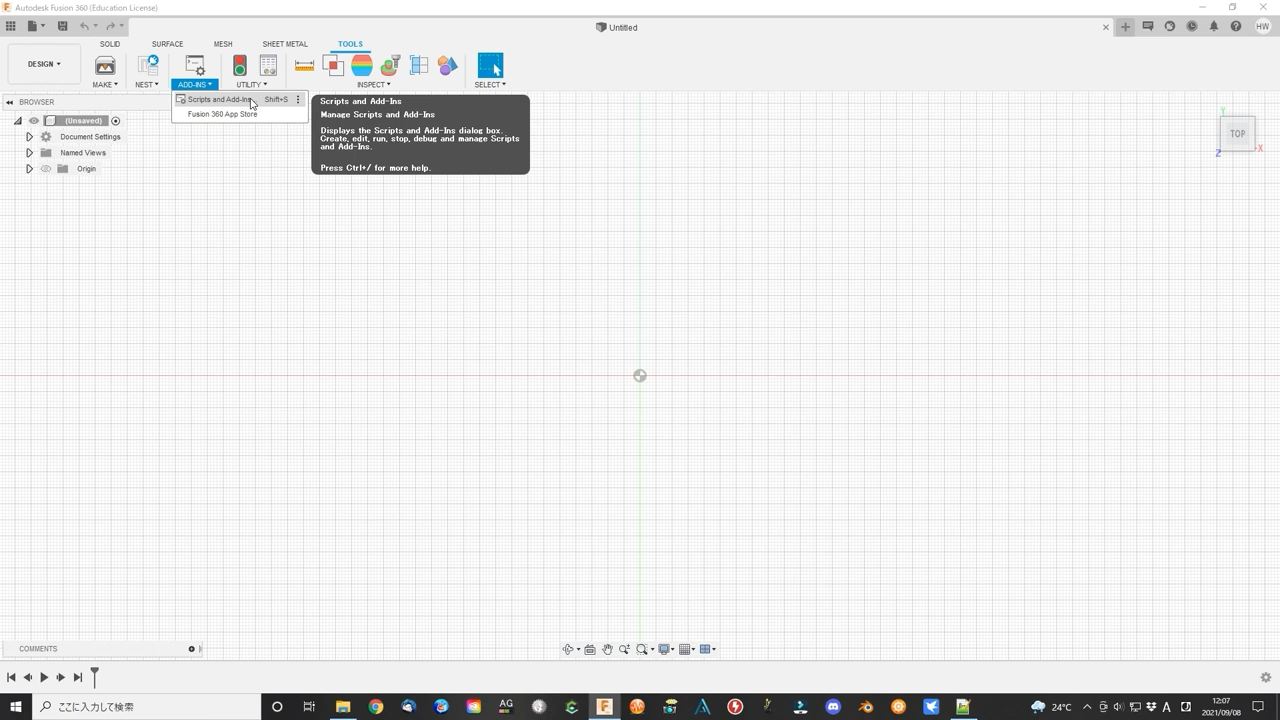 Autodesk Fusion 360 (Education License)
Untitled
HW
SOLID
SURFACE
MESH
SHEET METAL
TOOLS
DESIGN
MAKE
NEST
ADD-INS
UTILITY
INSPECT
SELECT
BROWSER
Scripts and Add-Ins
Shift+S
Fusion 360 App Store
Scripts and Add-Ins
Manage Scripts and Add-Ins
Displays the Scripts and Add-Ins dialog box.
Create, edit, run, stop, debug and manage Scripts
and Add-Ins.
Press Ctrl+/ for more help.
(Unsaved)
Document Settings
Named Views
Origin
Y
TOP
X
Z
COMMENTS
ここに入力して検索
AG
F
24°C
A
12:07
2021/09/08